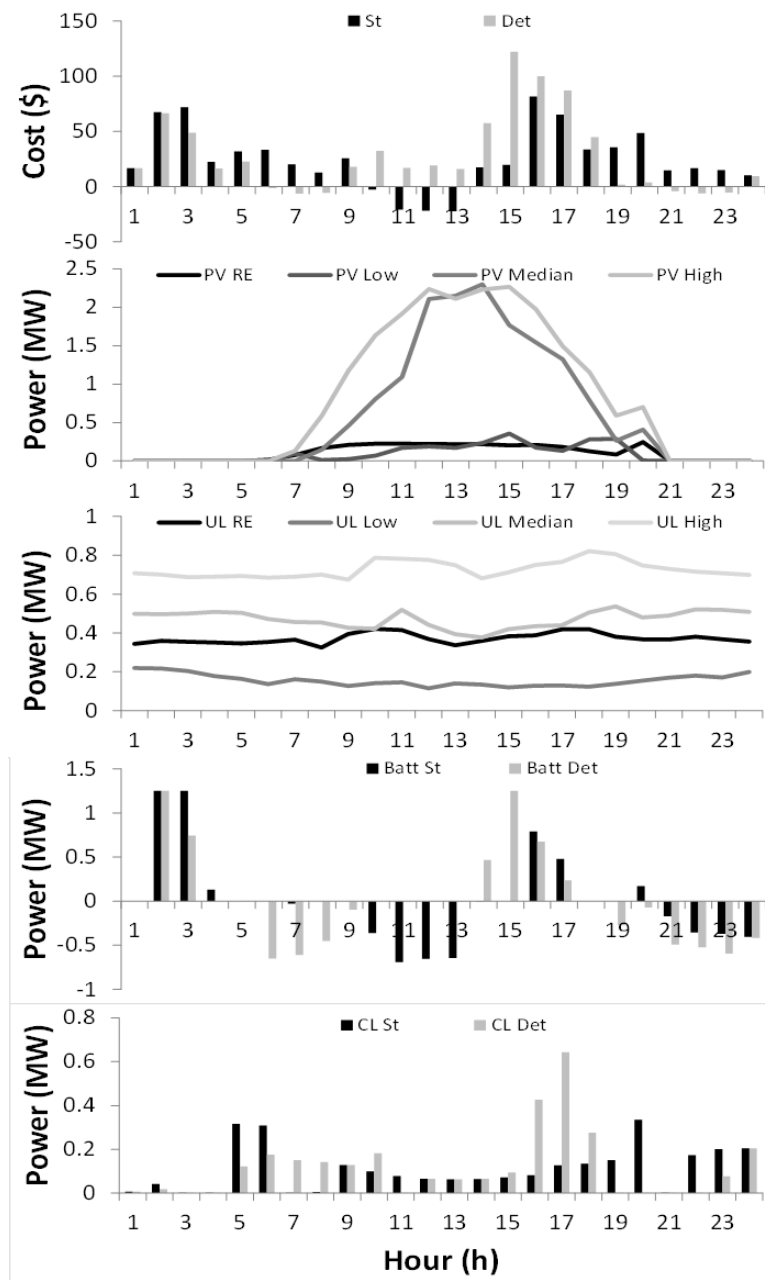 St Det
Cost ($)
150
100
50
0
-50
1 3 5 7 9 11 13 15 17 19 21 23
PV RE PV Low PV Median PV High
Power (MW)
2.5
2
1.5
1
0.5
0
1 3 5 7 9 11 13 15 17 19 21 23
UL RE UL Low UL Median UL High
Power (MW)
1
0.8
0.6
0.4
0.2
0
1 3 5 7 9 11 13 15 17 19 21 23
Batt St Batt Det
Power (MW)
1.5
1
0.5
0
-0.5
-1
1 3 5 7 9 11 13 15 17 19 21 23
CL St CL Det
Power (MW)
0.8
0.6
0.4
0.2
0
1 3 5 7 9 11 13 15 17 19 21 23
Hour (h)